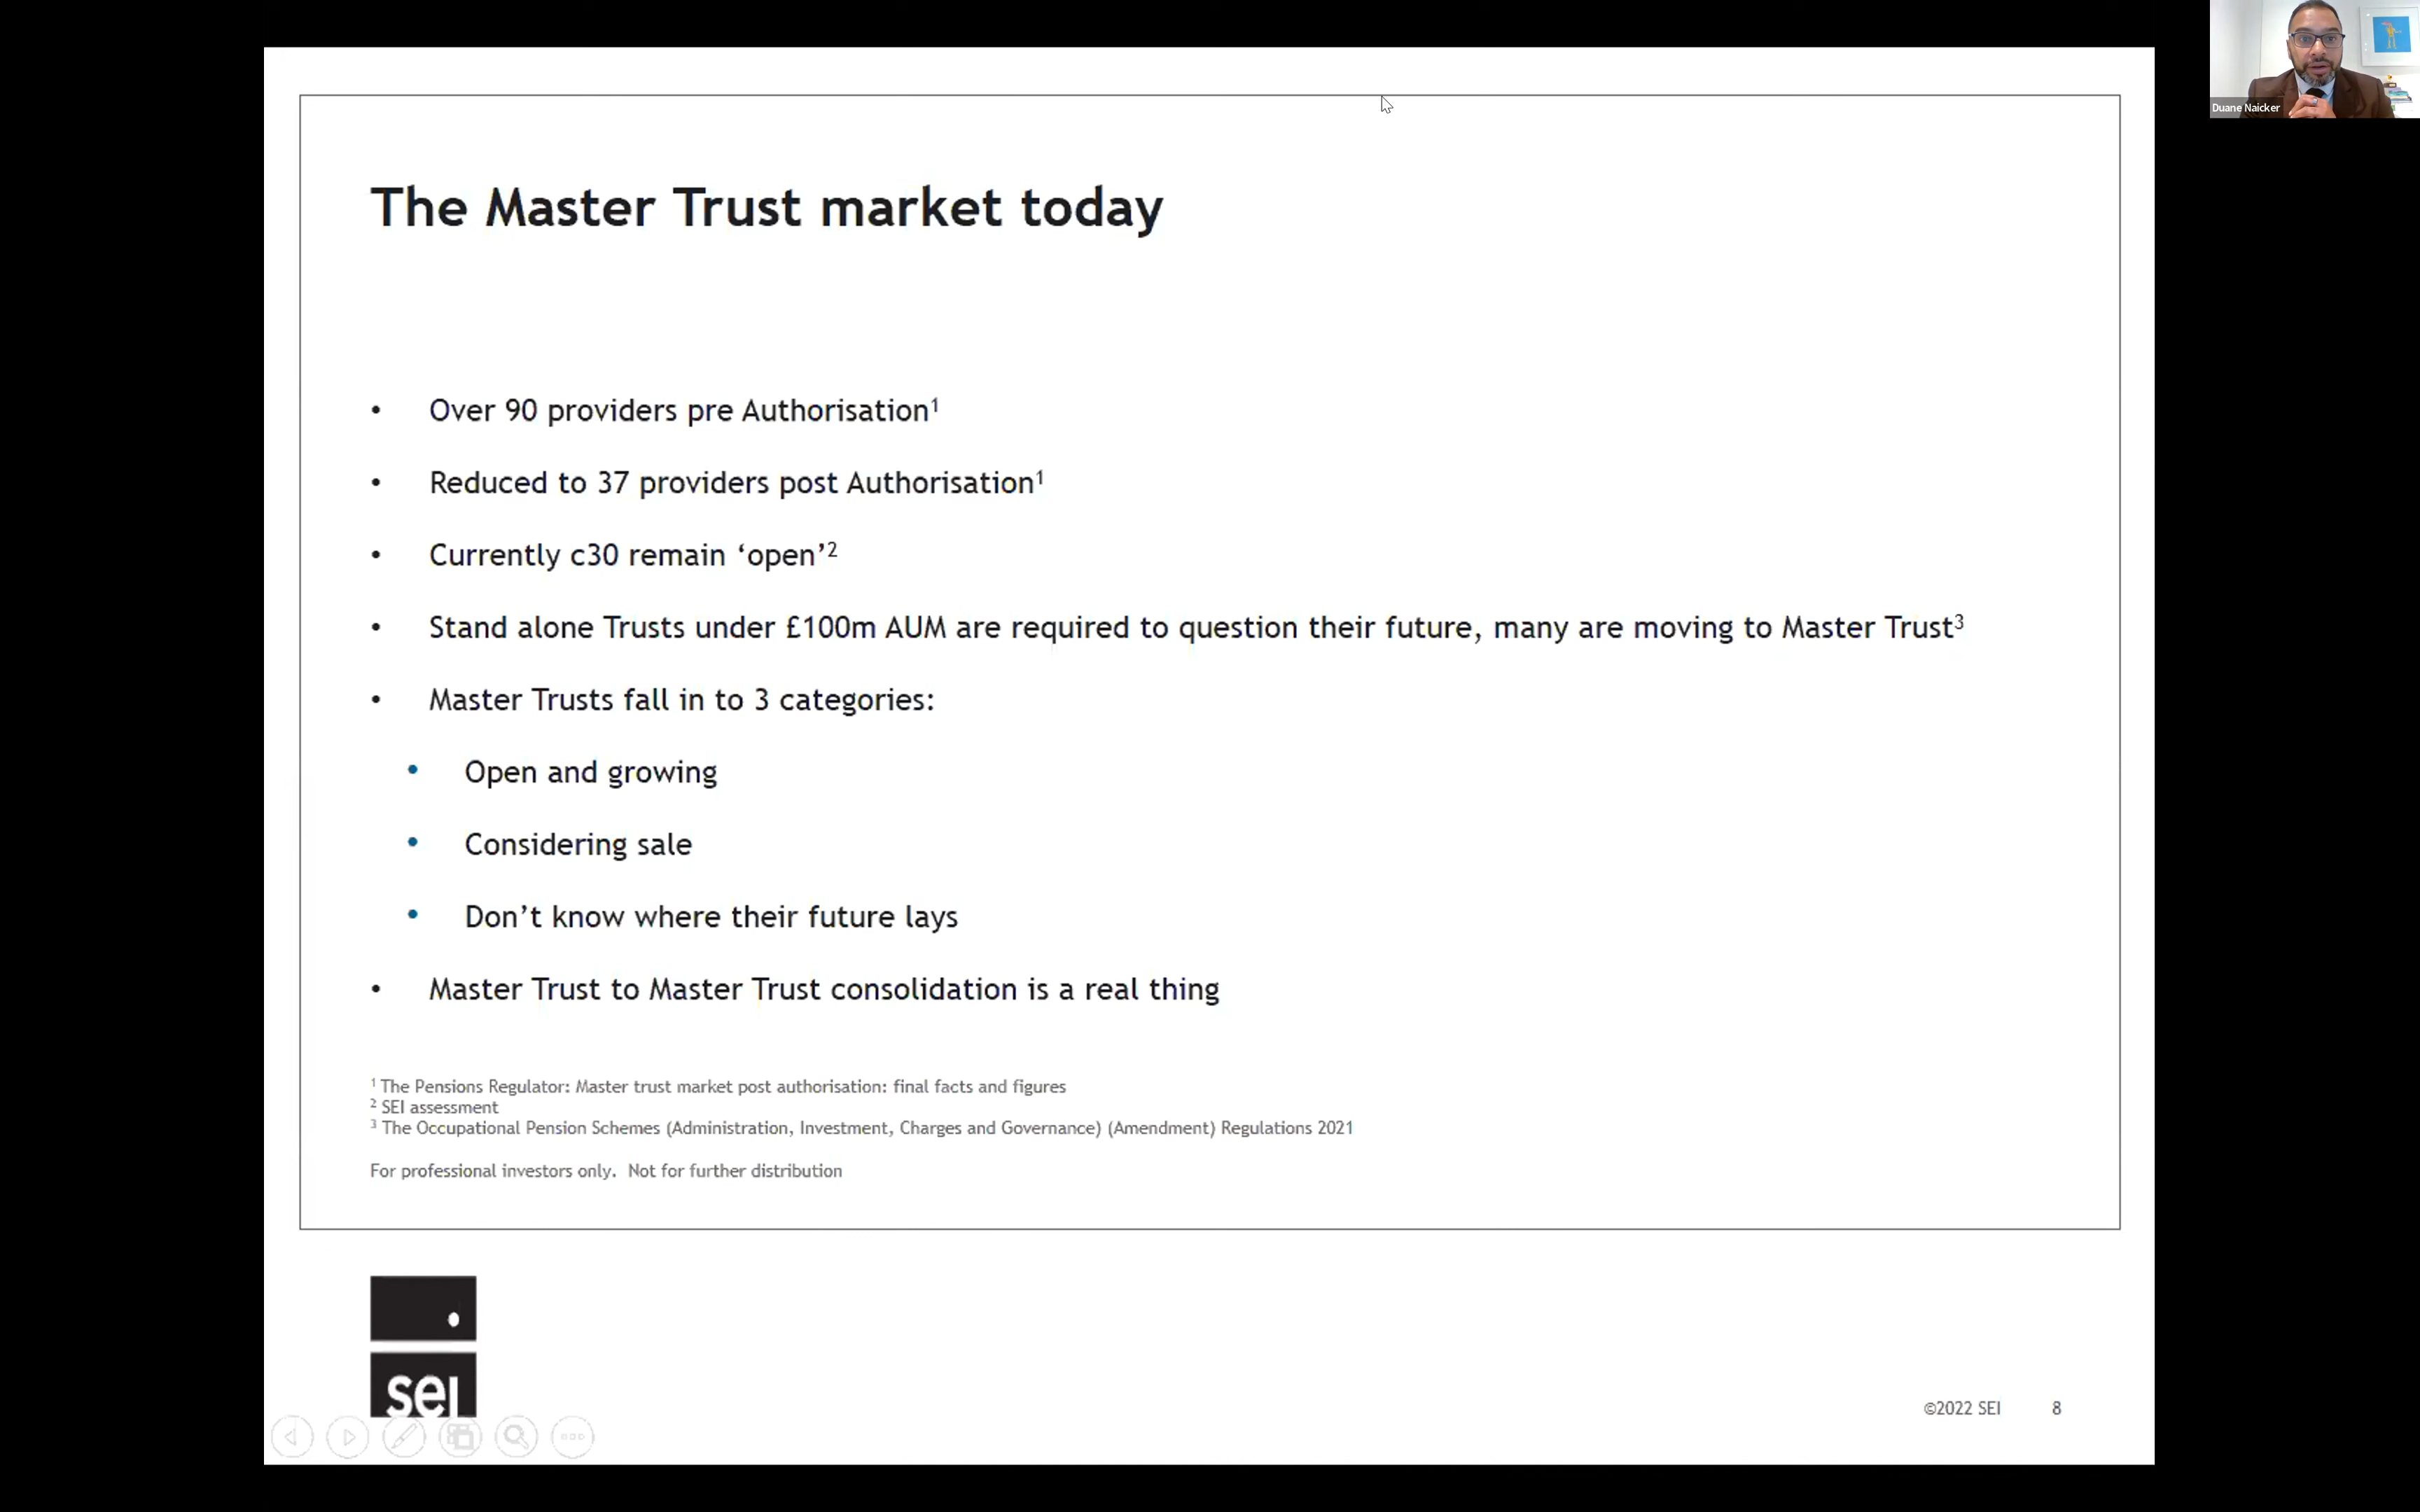 Duane Naicker
The Master Trust market today
• Over 90 providers pre Authorisation¹
• Reduced to 37 providers post Authorisation¹
• Currently c30 remain ‘open’²
• Stand alone Trusts under £100m AUM are required to question their future, many are moving to Master Trust³
• Master Trusts fall in to 3 categories:
• Open and growing
• Considering sale
• Don’t know where their future lays
• Master Trust to Master Trust consolidation is a real thing
¹ The Pensions Regulator: Master trust market post authorisation: final facts and figures
² SEI assessment
³ The Occupational Pension Schemes (Administration, Investment, Charges and Governance) (Amendment) Regulations 2021
For professional investors only. Not for further distribution
sei
©2022 SEI 8